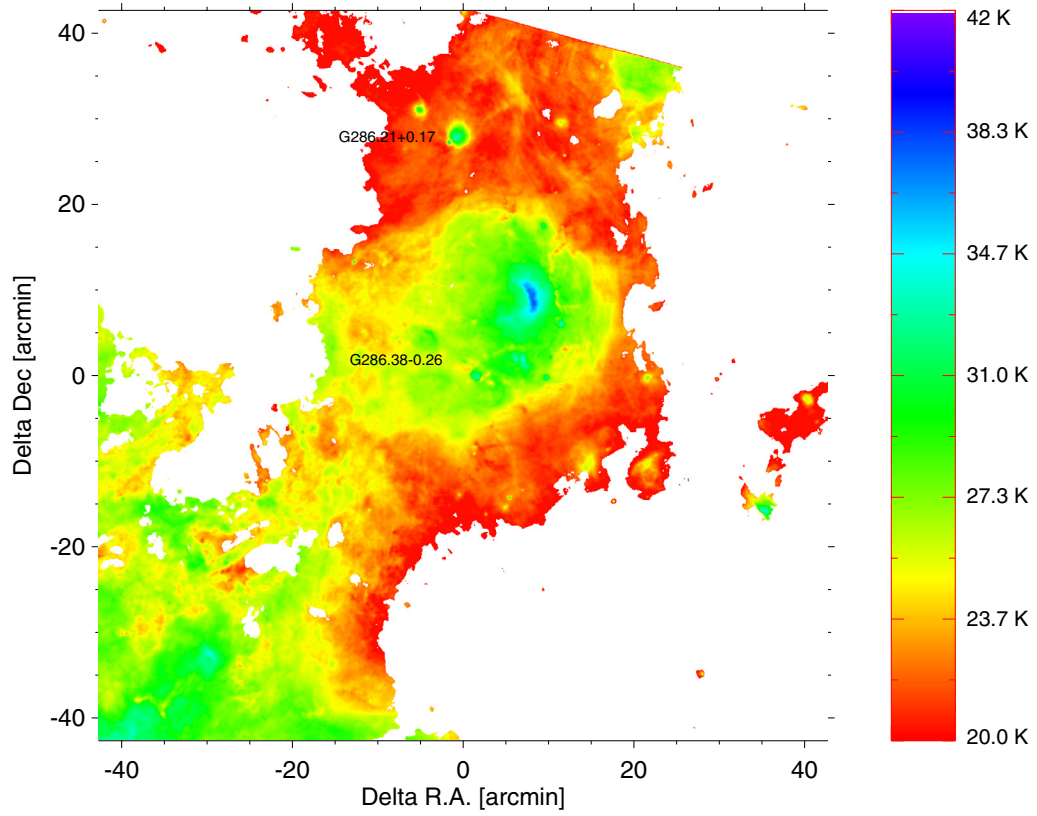 40
20
0
-20
-40
Delta Dec [arcmin]
G286.21+0.17
G286.38-0.26
-40
-20
0
20
40
Delta R.A. [arcmin]
42 K
38.3 K
34.7 K
31.0 K
27.3 K
23.7 K
20.0 K